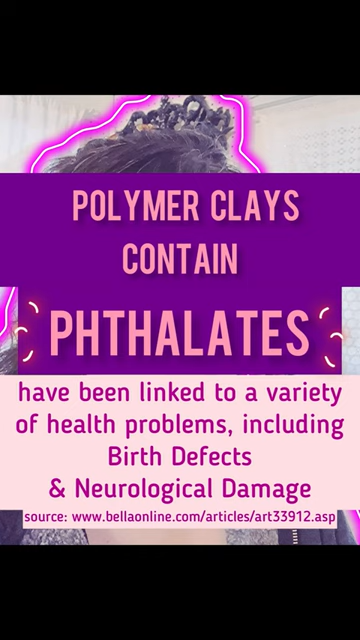 POLYMER CLAYS
CONTAIN
PHTHALATES
have been linked to a variety
of health problems, including
Birth Defects
& Neurological Damage
source: www.bellaonline.com/articles/art33912.asp